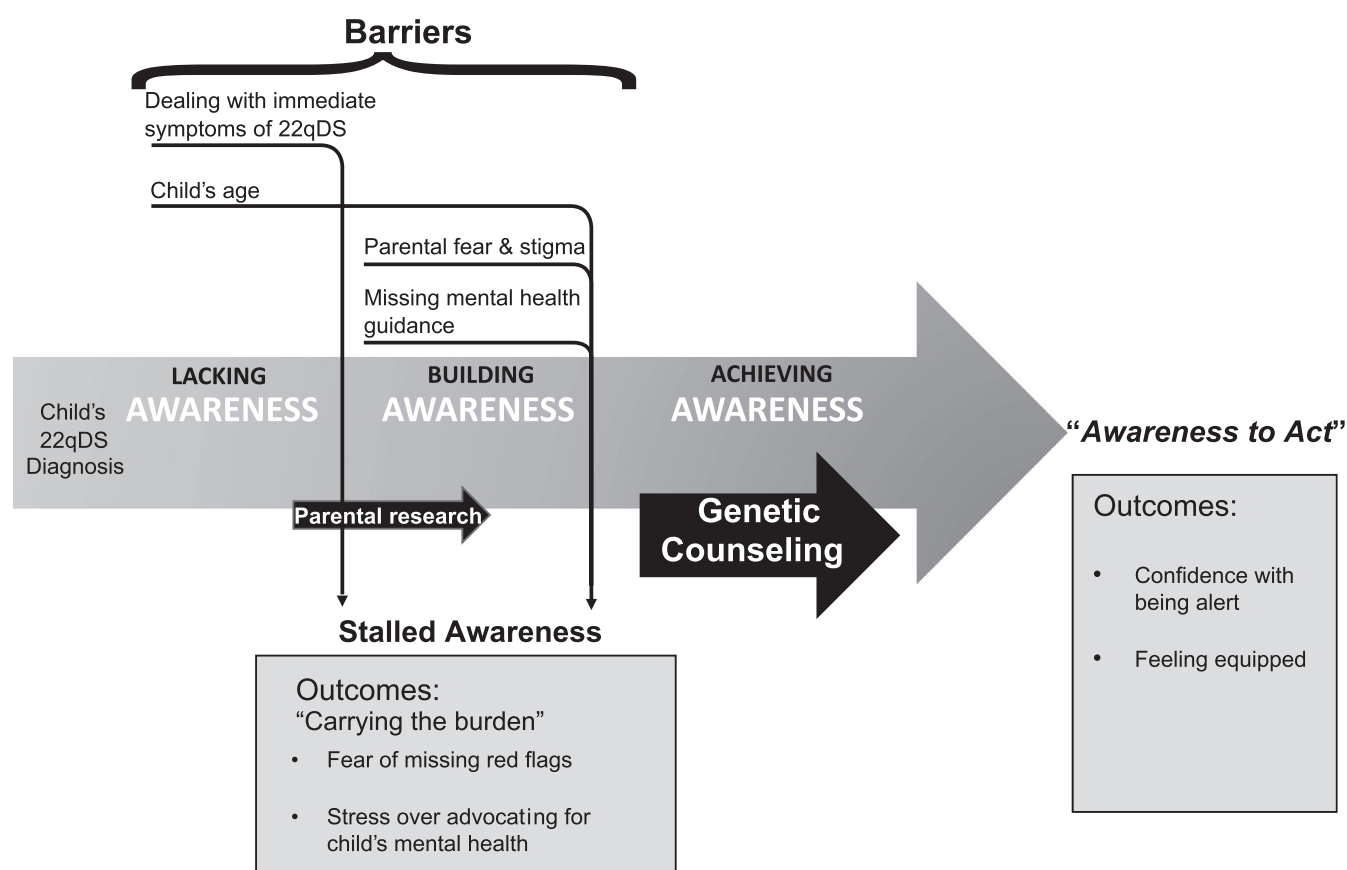 Barriers
Dealing with immediate
symptoms of 22qDS
Child’s age
Parental fear & stigma
Missing mental health
guidance
LACKING
AWARENESS
BUILDING
AWARENESS
ACHIEVING
AWARENESS
Child’s
22qDS
Diagnosis
“Awareness to Act”
Parental research
Genetic
Counseling
Outcomes:
• Confidence with
being alert
• Feeling equipped
Stalled Awareness
Outcomes:
“Carrying the burden”
• Fear of missing red flags
• Stress over advocating for
child’s mental health